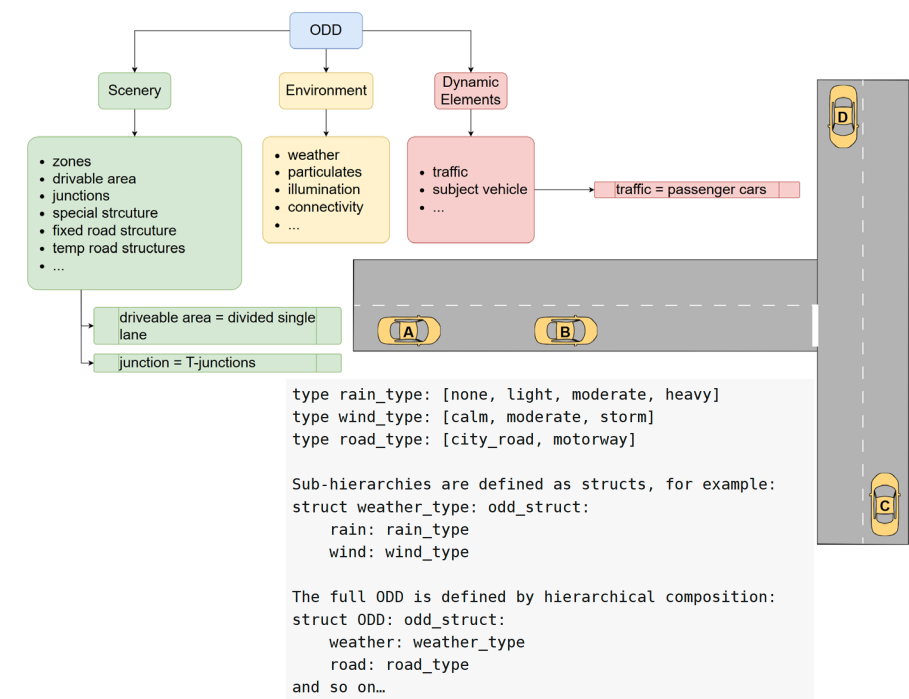 ODD
Scenery
Environment
Dynamic
Elements
• zones
• drivable area
• junctions
• special strcuture
• fixed road strcuture
• temp road structures
• ...
• weather
• particulates
• illumination
• connectivity
• ...
• traffic
• subject vehicle
• ...
traffic = passenger cars
driveable area = divided single
lane
junction = T-junctions
A
B
C
D
type rain_type: [none, light, moderate, heavy]
type wind_type: [calm, moderate, storm]
type road_type: [city_road, motorway]
Sub-hierarchies are defined as structs, for example:
struct weather_type: odd_struct:
    rain: rain_type
    wind: wind_type
The full ODD is defined by hierarchical composition:
struct ODD: odd_struct:
    weather: weather_type
    road: road_type
and so on…